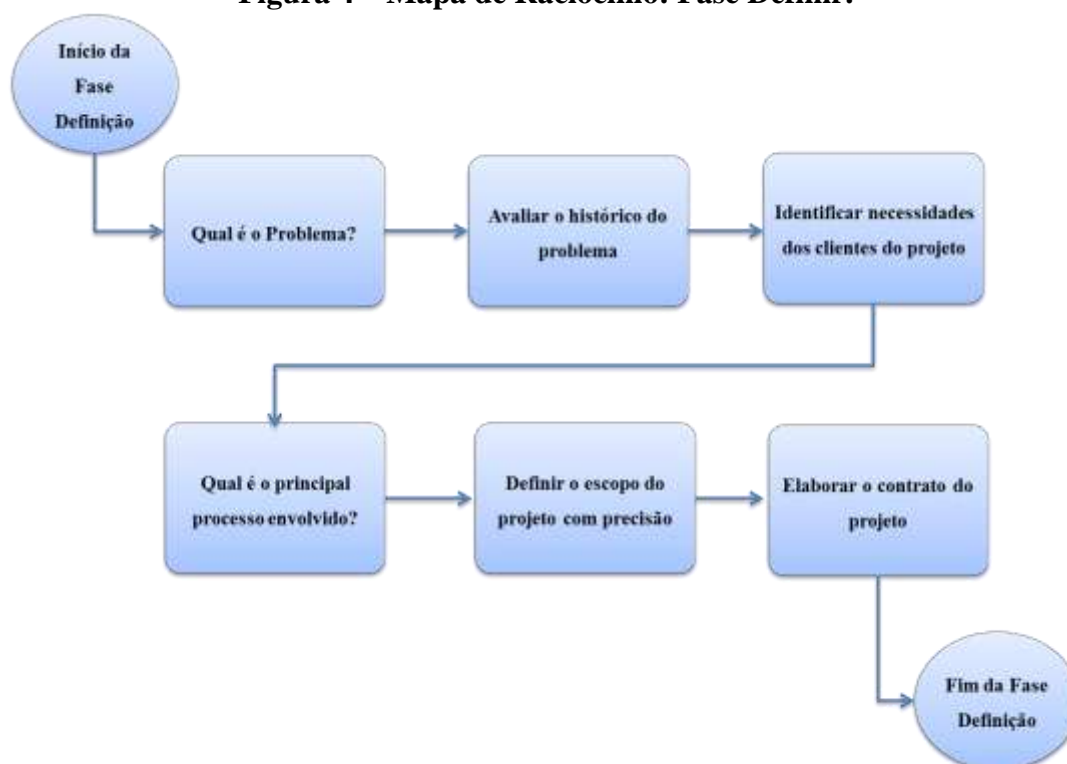 Figura 4 – Mapa de Raciocínio: Fase Definir.
Início da
Fase
Definição
Qual é o Problema?
Avaliar o histórico do
problema
Identificar necessidades
dos clientes do projeto
Qual é o principal
processo envolvido?
Definir o escopo do
projeto com precisão
Elaborar o contrato do
projeto
Fim da Fase
Definição